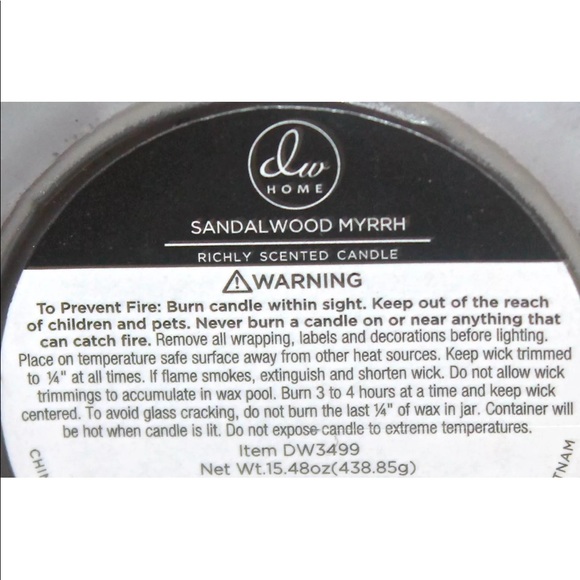 dw
HOME
SANDALWOOD MYRRH
RICHLY SCENTED CANDLE
⚠WARNING
To Prevent Fire: Burn candle within sight. Keep out of the reach
of children and pets. Never burn a candle on or near anything that
can catch fire. Remove all wrapping, labels and decorations before lighting.
Place on temperature safe surface away from other heat sources. Keep wick trimmed
to ¼" at all times. If flame smokes, extinguish and shorten wick. Do not allow wick
trimmings to accumulate in wax pool. Burn 3 to 4 hours at a time and keep wick
centered. To avoid glass cracking, do not burn the last ¼" of wax in jar. Container will
be hot when candle is lit. Do not expose candle to extreme temperatures.
Item DW3499
Net Wt.15.48oz(438.85g)